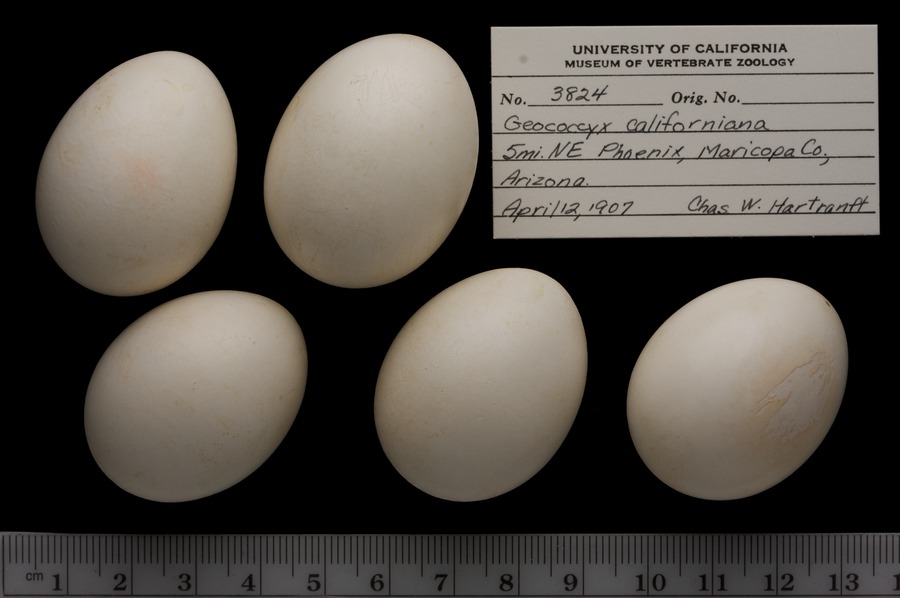 UNIVERSITY OF CALIFORNIA
MUSEUM OF VERTEBRATE ZOOLOGY
No. 3824 Orig. No.
Geococcyx californiana
5mi. NE Phoenix, Maricopa Co.,
Arizona.
April 12, 1907 Chas W. Hartranft
cm 1 2 3 4 5 6 7 8 9 10 11 12 13